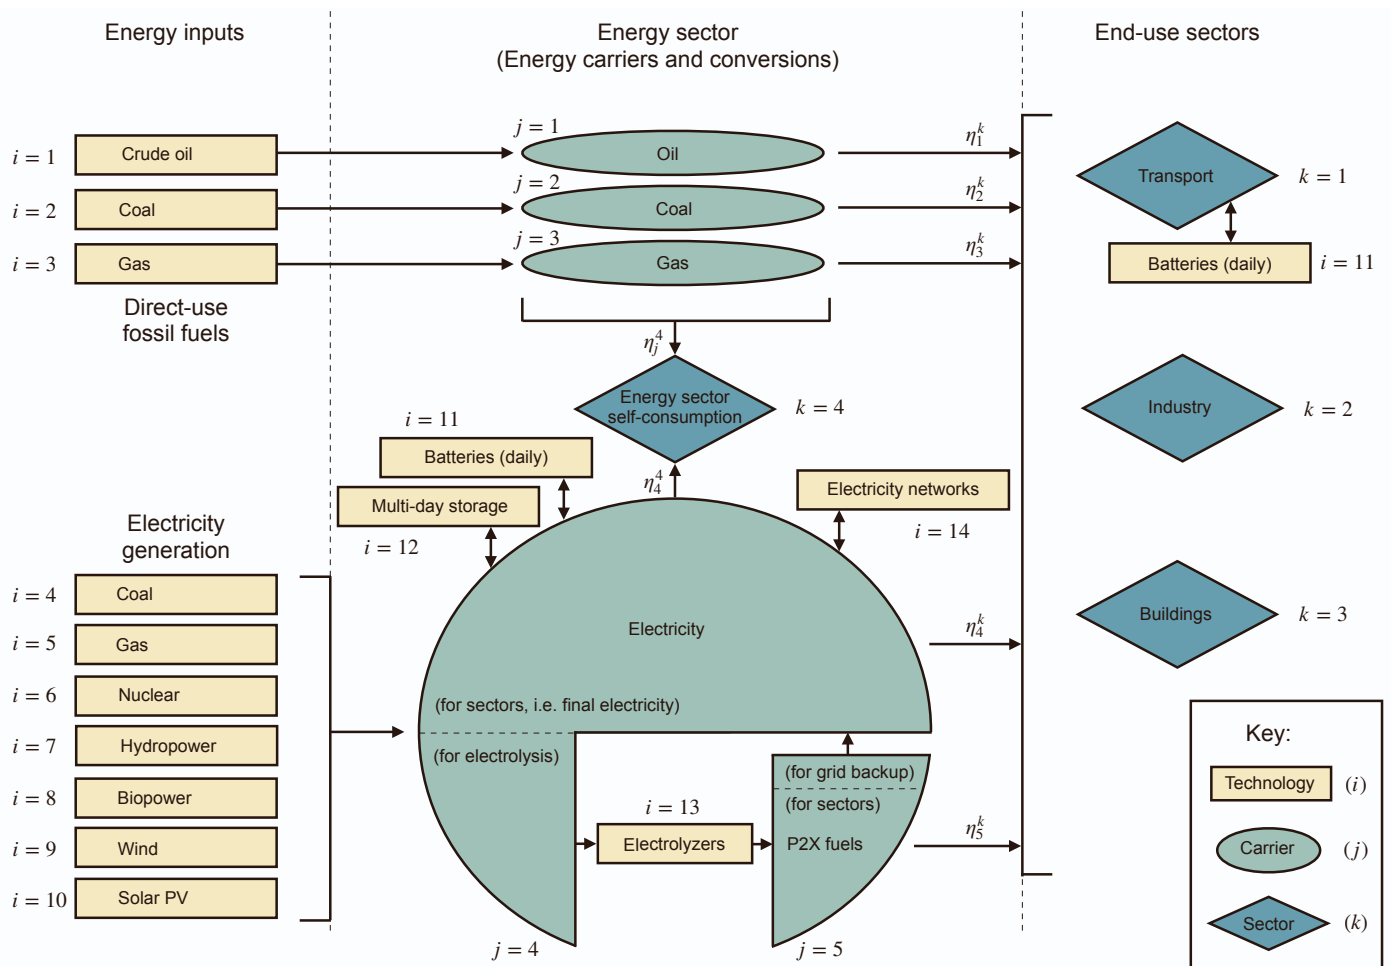 Energy inputs
Energy sector
(Energy carriers and conversions)
End-use sectors
i = 1
Crude oil
j = 1
Oil
η₁ᵏ
i = 2
Coal
j = 2
Coal
η₂ᵏ
i = 3
Gas
j = 3
Gas
η₃ᵏ
Direct-use
fossil fuels
Transport
k = 1
Batteries (daily)
i = 11
ηⱼ⁴
Energy sector
self-consumption
k = 4
Industry
k = 2
i = 11
Batteries (daily)
Multi-day storage
i = 12
η₄⁴
Electricity networks
i = 14
Electricity
generation
i = 4
Coal
i = 5
Gas
i = 6
Nuclear
i = 7
Hydropower
i = 8
Biopower
i = 9
Wind
i = 10
Solar PV
Electricity
(for sectors, i.e. final electricity)
(for electrolysis)
j = 4
i = 13
Electrolyzers
(for grid backup)
(for sectors)
P2X fuels
j = 5
η₄ᵏ
η₅ᵏ
Buildings
k = 3
Key:
Technology
(i)
Carrier
(j)
Sector
(k)